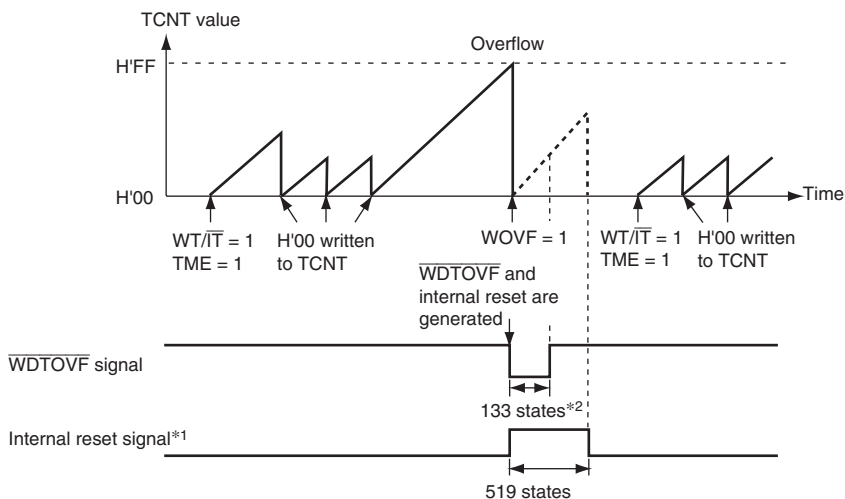 TCNT value
Overflow
H'FF
H'00
Time
WT/IT = 1
TME = 1
H'00 written
to TCNT
WOVF = 1
WT/IT = 1
TME = 1
H'00 written
to TCNT
WDTOVF and
internal reset are
generated
WDTOVF signal
133 states*2
Internal reset signal*1
519 states